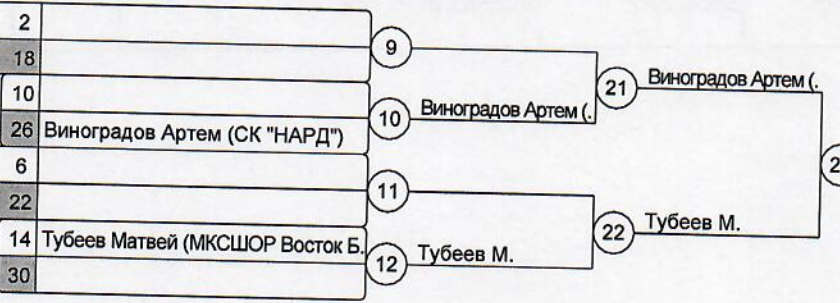 2
18
9
10
26 Виноградов Артем (СК "НАРД")
10
Виноградов Артем (.
21
Виноградов Артем (.
6
22
11
14 Тубеев Матвей (МКСШОР Восток Б.
30
12
Тубеев М.
22
Тубеев М.
2